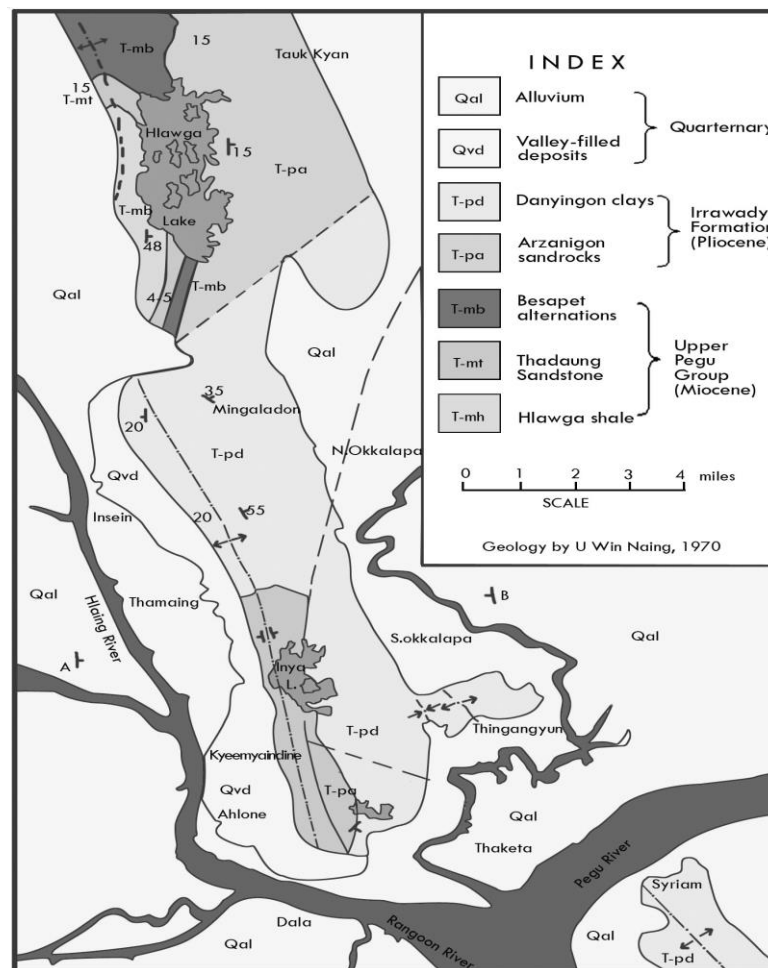 INDEX
Qal Alluvium
Qvd Valley-filled deposits
Quarternary
T-pd Danyingon clays
T-pa Arzanigon sandrocks
Irrawady Formation (Pliocene)
T-mb Besapet alternations
T-mt Thadaung Sandstone
T-mh Hlawga shale
Upper Pegu Group (Miocene)
0 1 2 3 4 miles
SCALE
Geology by U Win Naing, 1970
T-mb
15
Tauk Kyan
15
T-mt
Hlawga
15
T-pa
T-mb
Lake
48
T-mb
4-5
Qal
Qal
35
Mingaladon
20
T-pd
N.Okkalapa
Qvd
Insein
20
55
Qal
Thamaing
Hlaing River
B
S.okkalapa
Qal
A
Inya
L.
T-pd
Thingangyun
Kyeemyaindine
Qvd
T-pa
Ahlone
Qal
Thaketa
Pegu River
Syriam
Dala
Rangoon River
Qal
Qal
T-pd